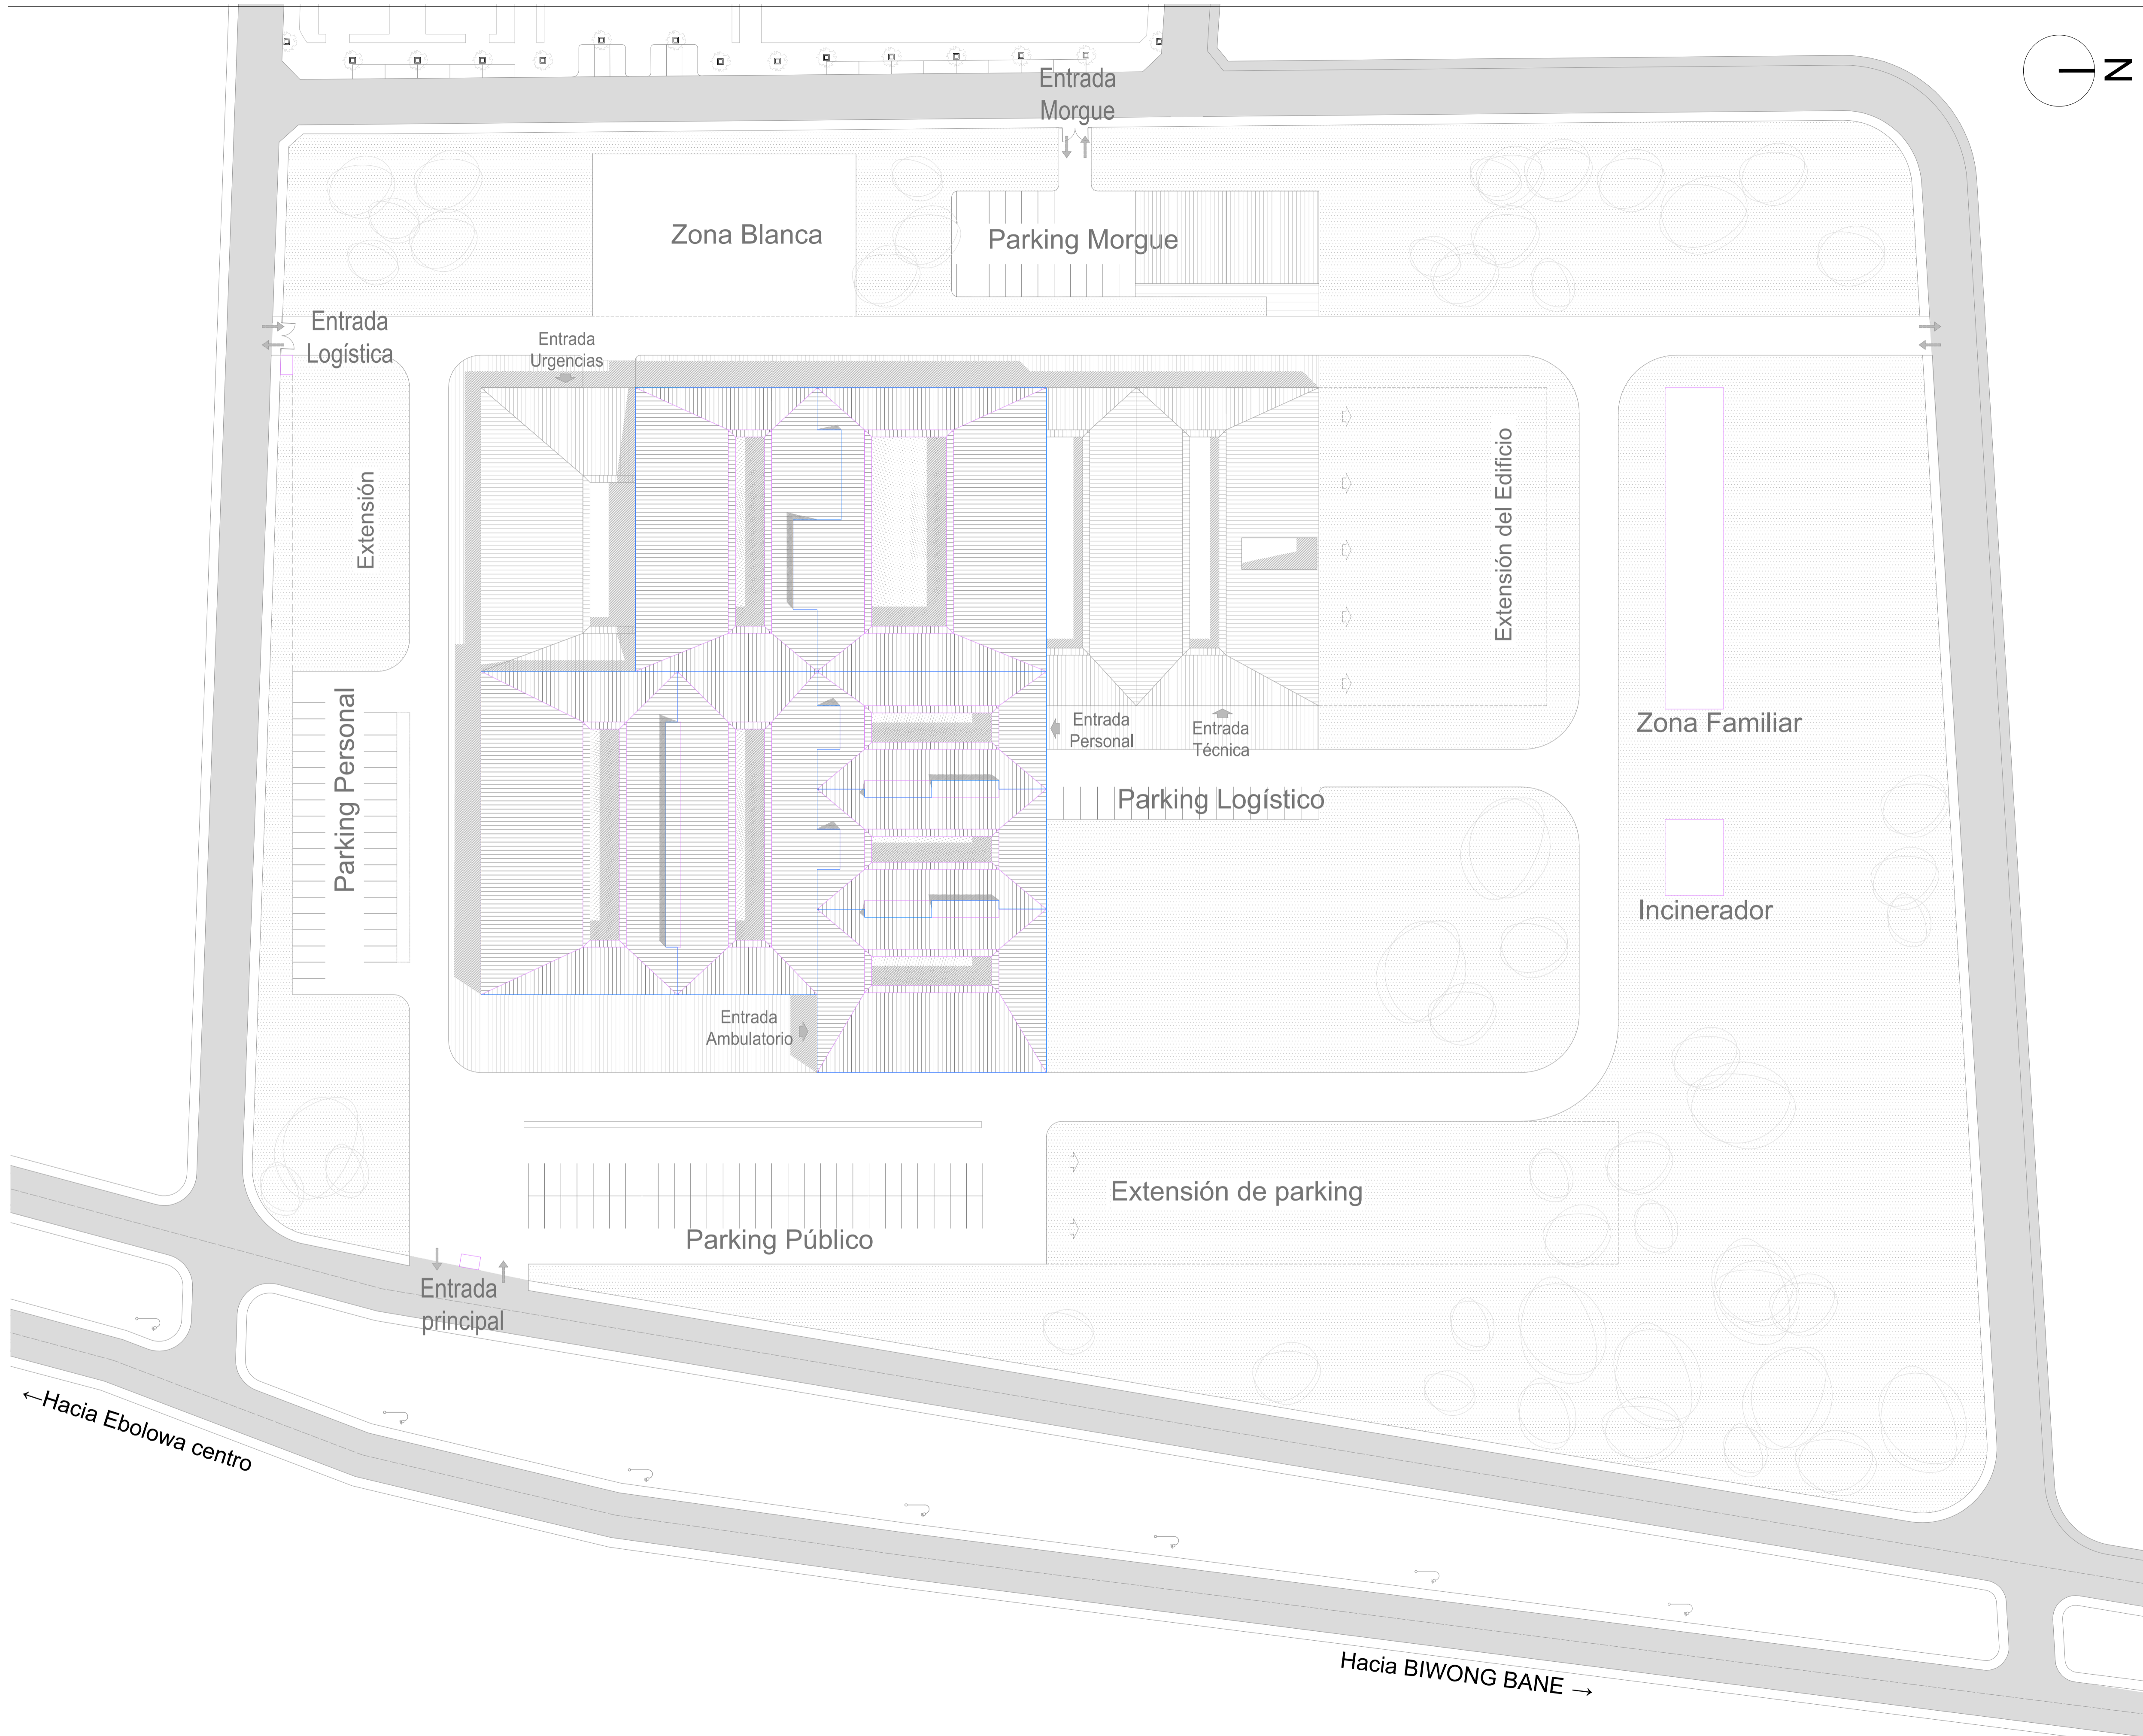 Entrada
Morgue
N
Zona Blanca
Parking Morgue
Entrada
Logística
Entrada
Urgencias
Extensión
Extensión del Edificio
Parking Personal
Entrada
Personal
Entrada
Técnica
Zona Familiar
Parking Logístico
Incinerador
Entrada
Ambulatorio
Extensión de parking
Parking Público
Entrada
principal
←Hacia Ebolowa centro
Hacia BIWONG BANE →